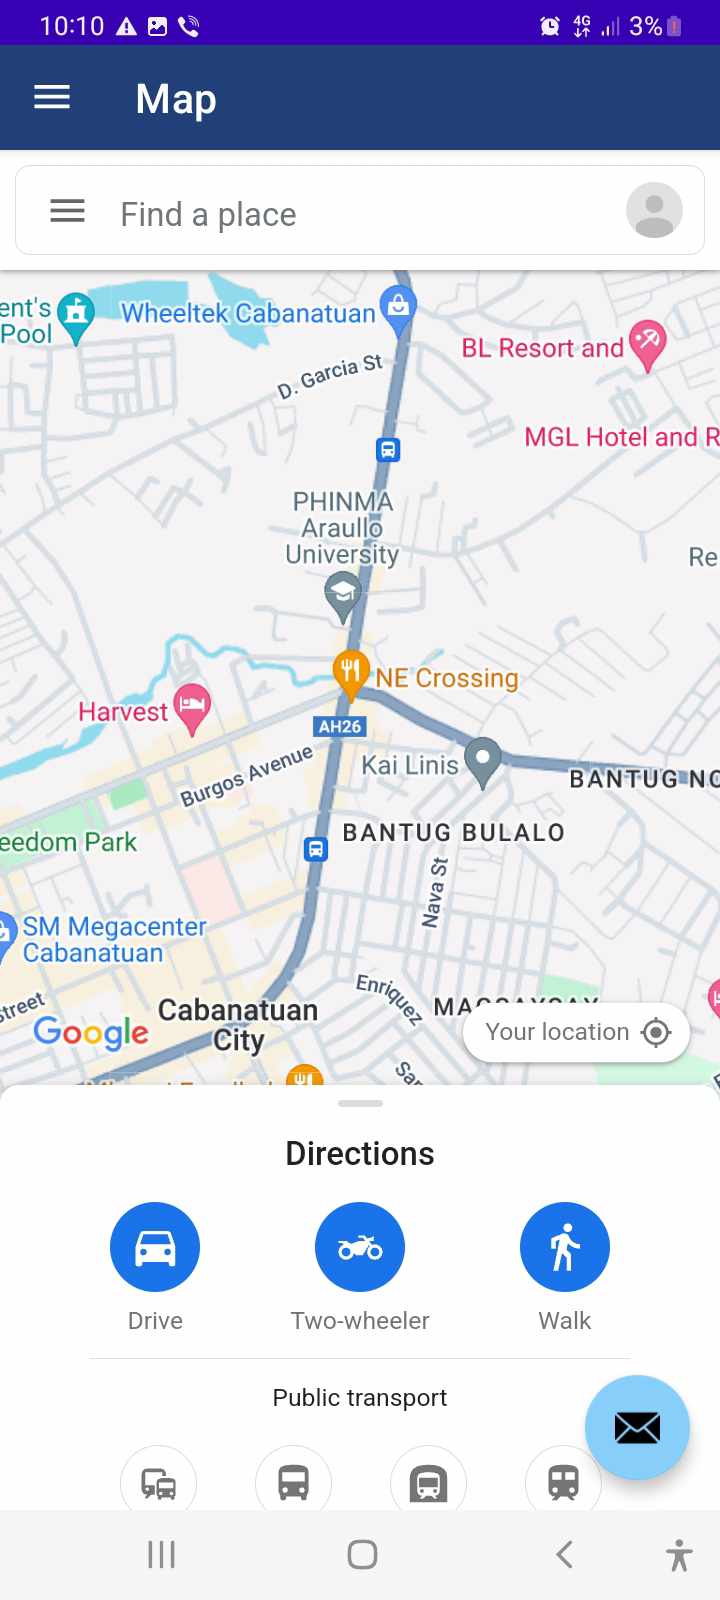 10:10
4G
3%
Map
Find a place
ent's
Pool
Wheeltek Cabanatuan
BL Resort and
D. Garcia St
MGL Hotel and R
PHINMA
Araullo
University
Re
NE Crossing
Harvest
AH26
Kai Linis
BANTUG NO
Burgos Avenue
BANTUG BULALO
eedom Park
Nava St
SM Megacenter
Cabanatuan
Street
Enriquez
Cabanatuan
City
Google
Your location
Directions
Drive
Two-wheeler
Walk
Public transport